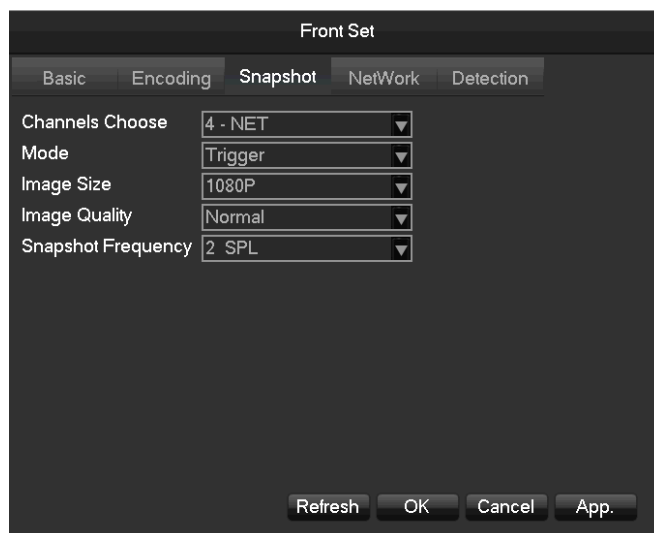 Front Set
Basic Encoding Snapshot NetWork Detection
Channels Choose 4 - NET
Mode Trigger
Image Size 1080P
Image Quality Normal
Snapshot Frequency 2 SPL
Refresh OK Cancel App.